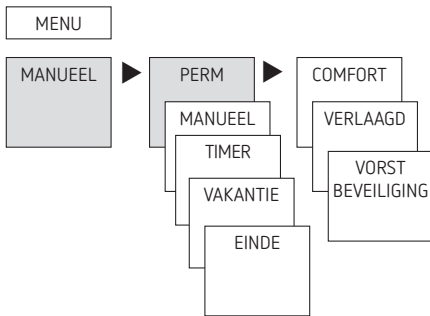 MENU
MANUEEL
PERM
MANUEEL
TIMER
VAKANTIE
EINDE
COMFORT
VERLAAGD
VORST
BEVEILIGING